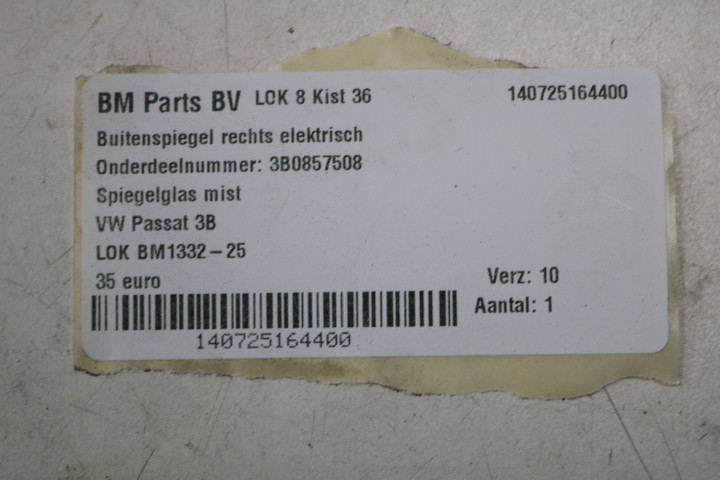 BM Parts BV LOK 8 Kist 36 140725164400
Buitenspiegel rechts elektrisch
Onderdeelnummer: 3B0857508
Spiegelglas mist
VW Passat 3B
LOK BM1332-25
35 euro Verz: 10
Aantal: 1
140725164400